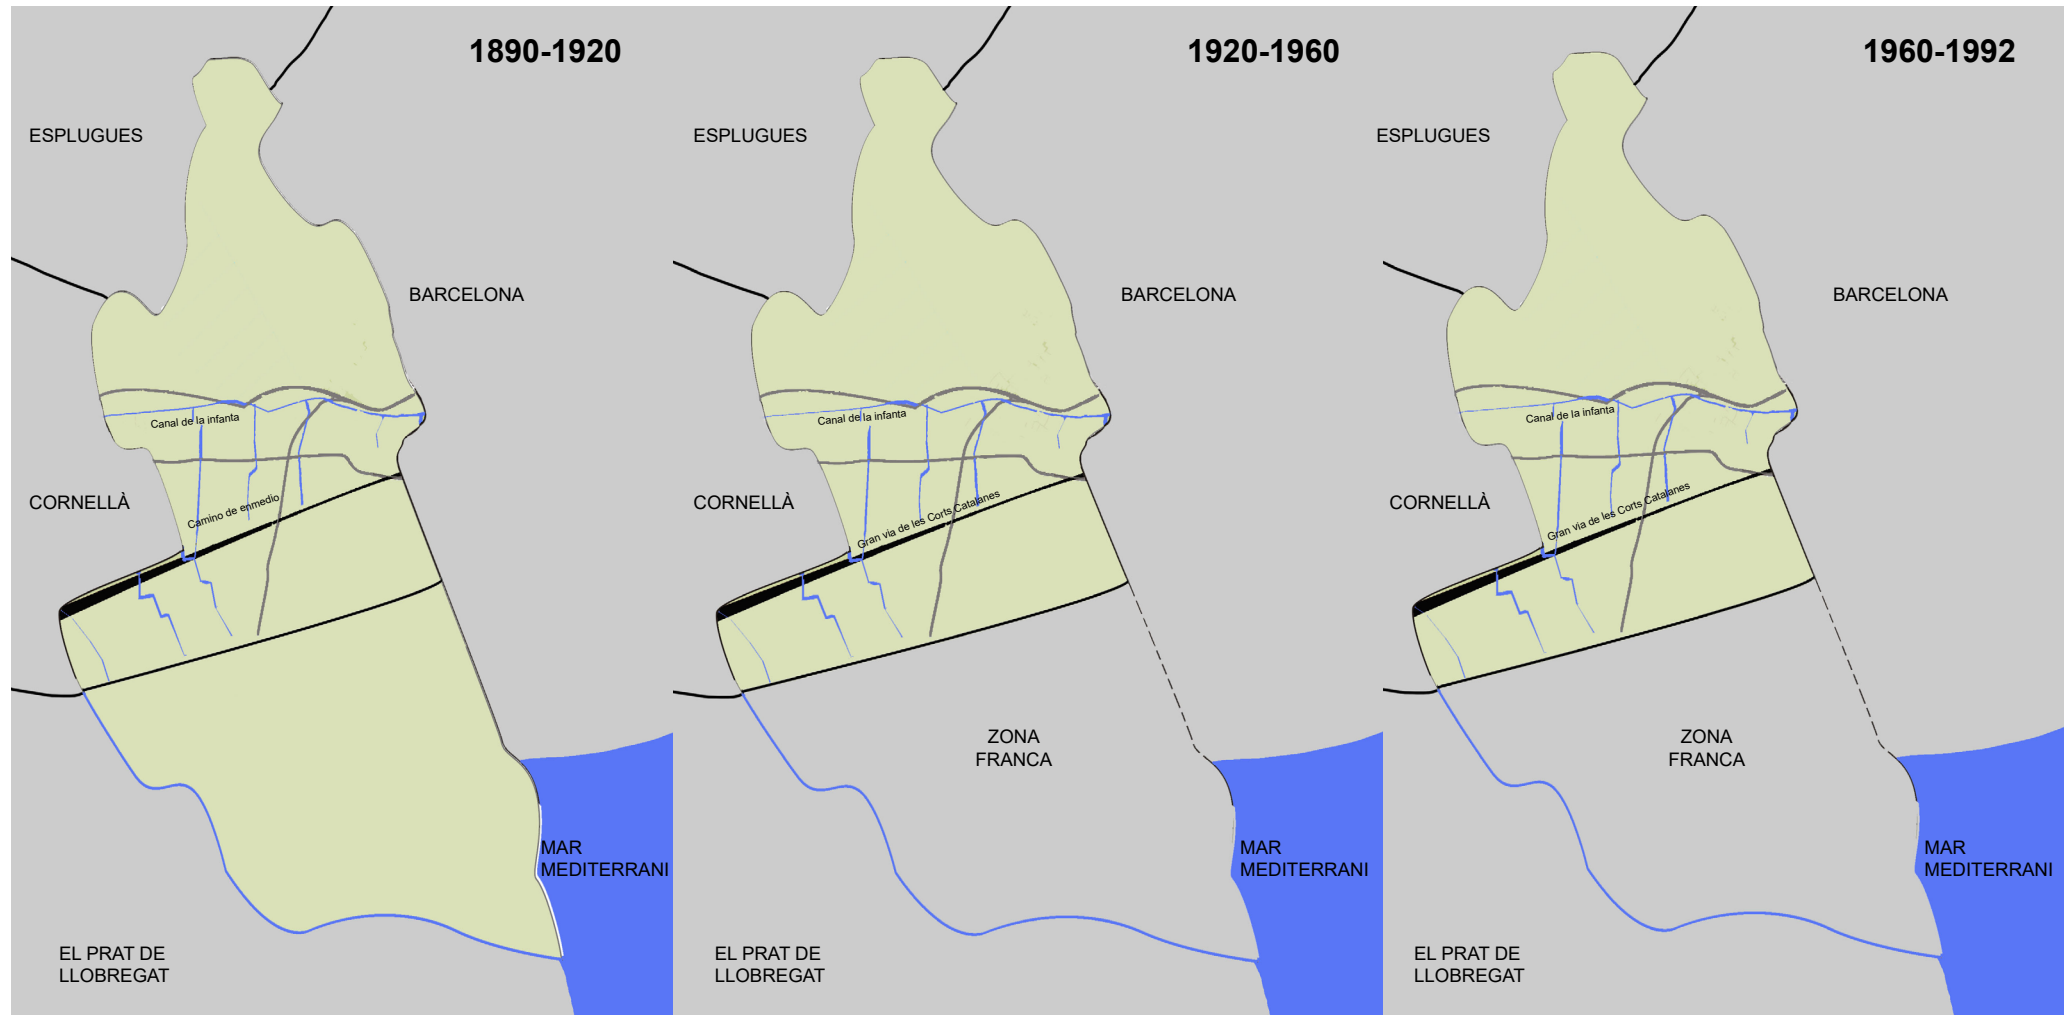 1890-1920
ESPLUGUES
BARCELONA
Canal de la infanta
CORNELLÀ
Camino de enmedio
MAR
MEDITERRANI
EL PRAT DE
LLOBREGAT
1920-1960
ESPLUGUES
BARCELONA
Canal de la infanta
CORNELLÀ
Gran via de les Corts Catalanes
ZONA
FRANCA
MAR
MEDITERRANI
EL PRAT DE
LLOBREGAT
1960-1992
ESPLUGUES
BARCELONA
Canal de la infanta
CORNELLÀ
Gran via de les Corts Catalanes
ZONA
FRANCA
MAR
MEDITERRANI
EL PRAT DE
LLOBREGAT